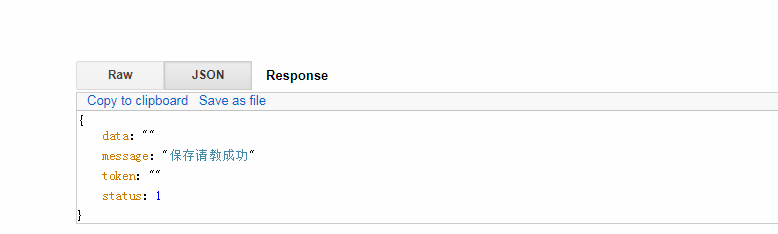 Raw JSON Response
Copy to clipboard Save as file
{
data: ""
message: "保存请教成功"
token: ""
status: 1
}